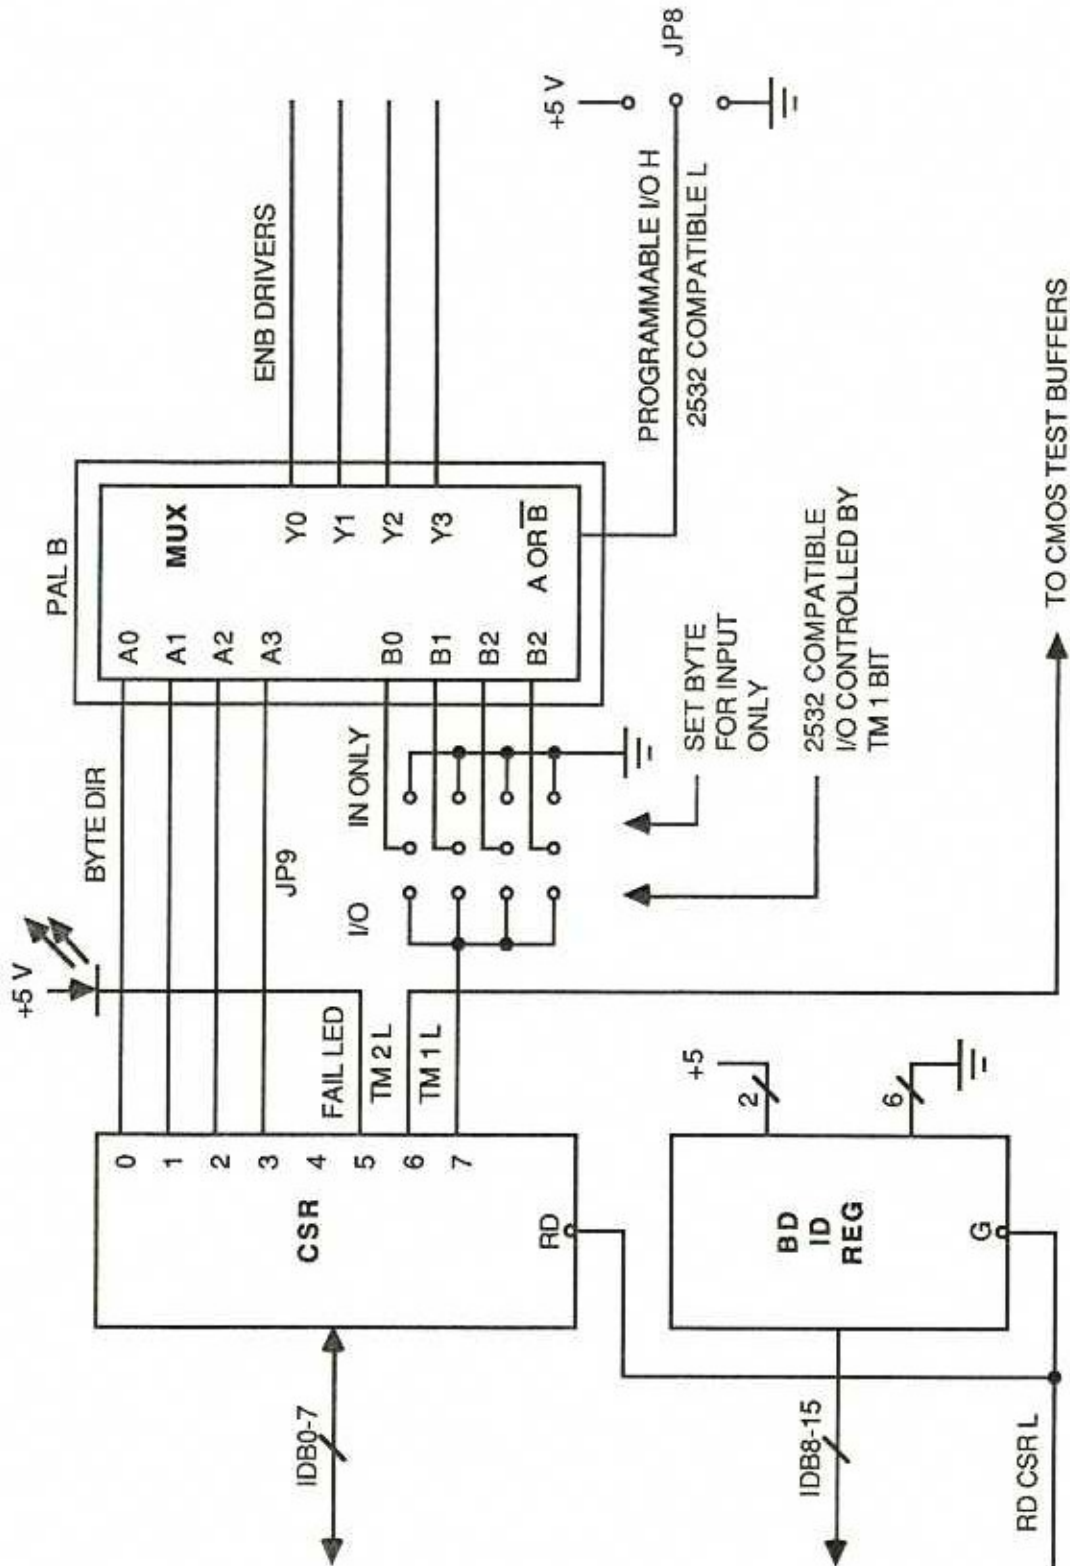 +5 V
BYTE DIR
PAL B
ENB DRIVERS
0
1
2
3
4
5
6
7
CSR
RD
IDB0-7
FAIL LED
TM 2 L
TM 1 L
JP9
I/O
IN ONLY
A0
A1
A2
A3
B0
B1
B2
B2
MUX
Y0
Y1
Y2
Y3
A OR B̅
+5 V
JP8
PROGRAMMABLE I/O H
2532 COMPATIBLE L
SET BYTE
FOR INPUT
ONLY
2532 COMPATIBLE
I/O CONTROLLED BY
TM 1 BIT
+5
2
6
BD
ID
REG
G
IDB8-15
RD CSR L
TO CMOS TEST BUFFERS